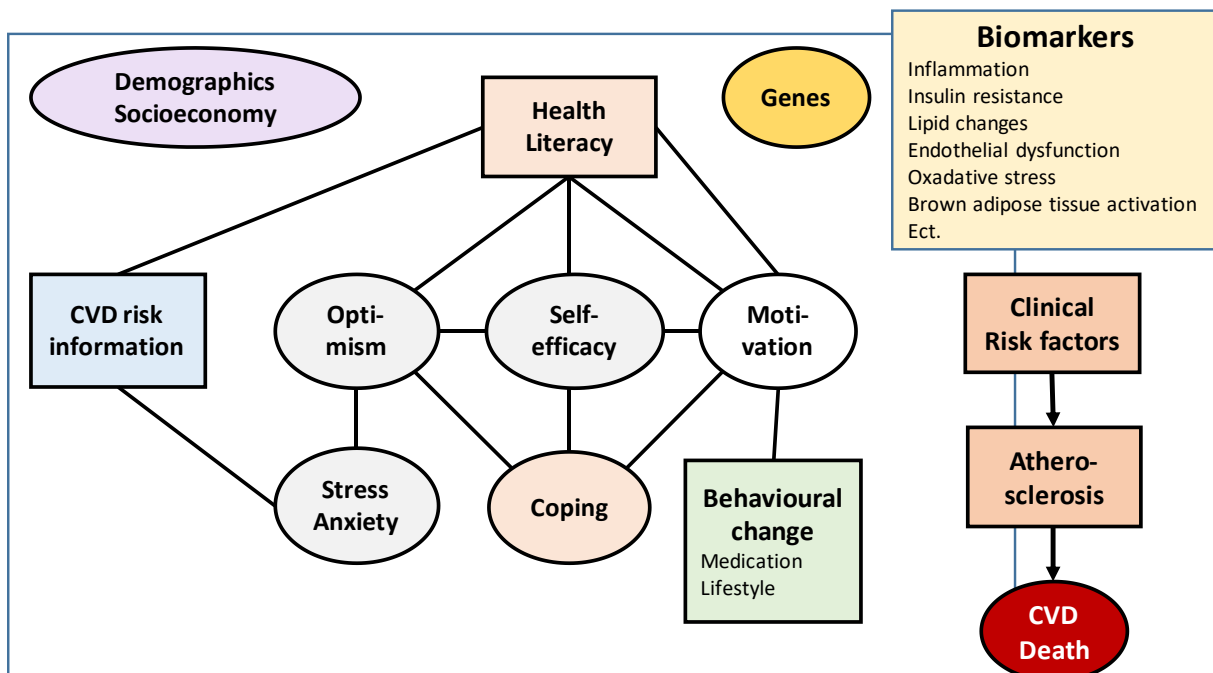 Demographics
Socioeconomy
Health
Literacy
Genes
Biomarkers
Inflammation
Insulin resistance
Lipid changes
Endothelial dysfunction
Oxadative stress
Brown adipose tissue activation
Ect.
CVD risk
information
Opti-
mism
Self-
efficacy
Moti-
vation
Clinical
Risk factors
Stress
Anxiety
Coping
Behavioural
change
Medication
Lifestyle
Athero-
sclerosis
CVD
Death